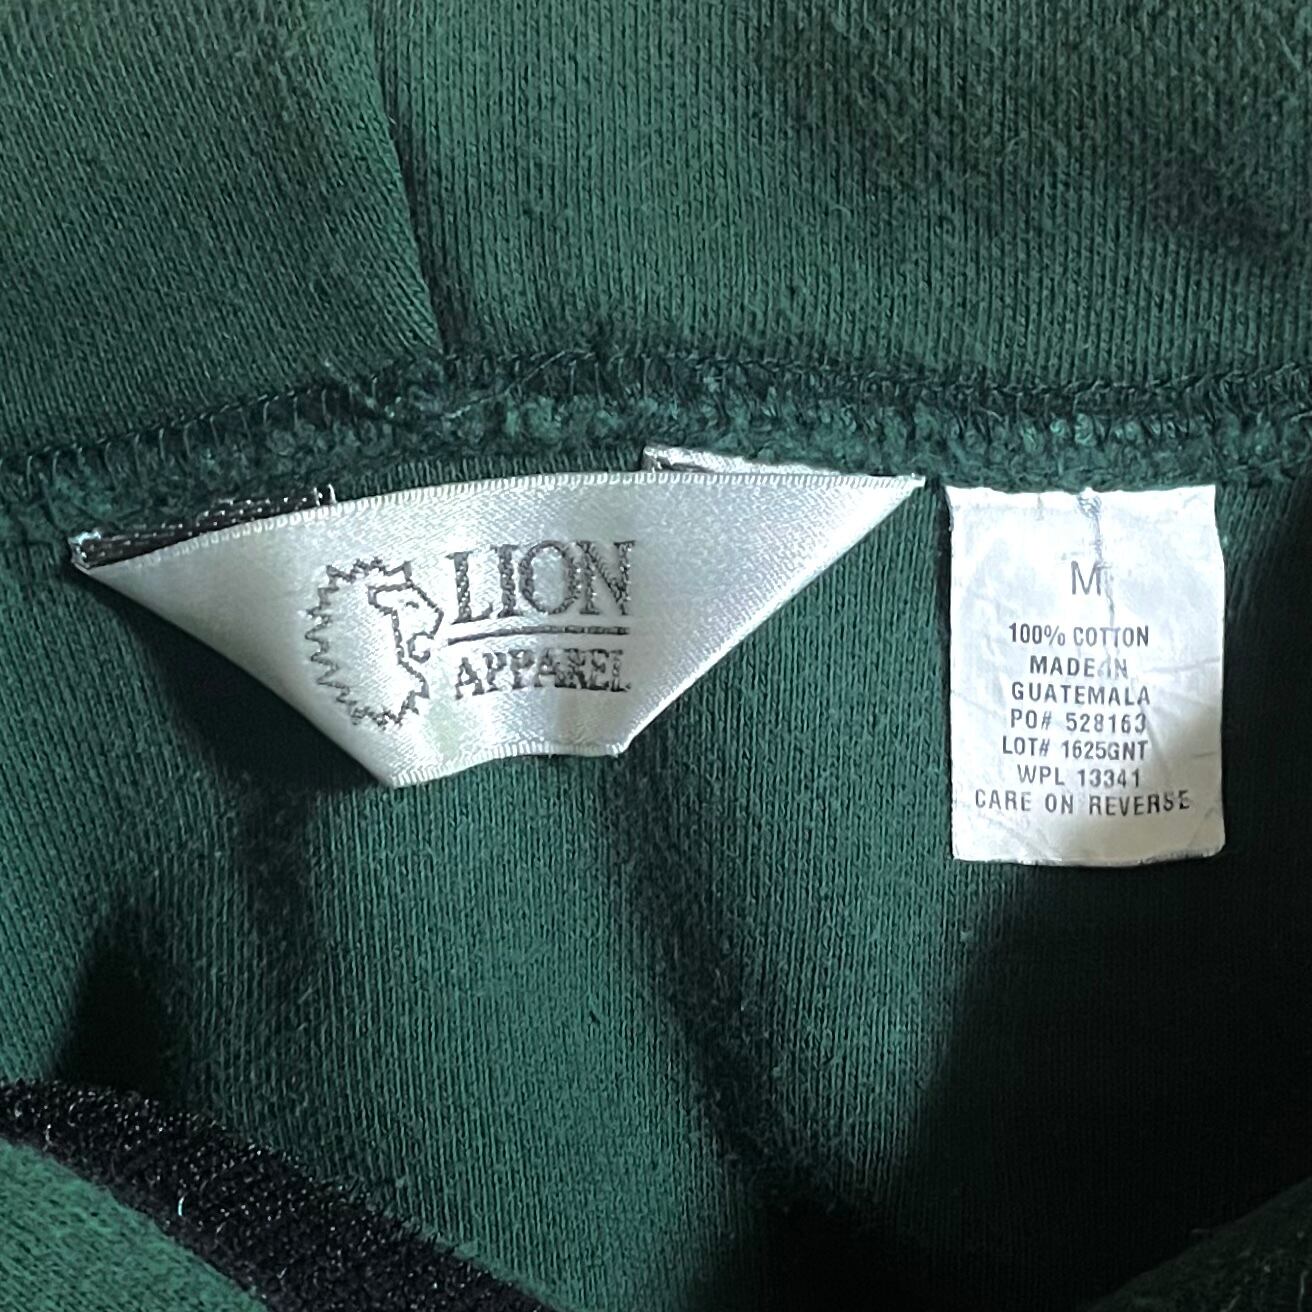 LION
APPAREL
M
100% COTTON
MADE IN
GUATEMALA
PO# 528163
LOT# 1625GNT
WPL 13341
CARE ON REVERSE